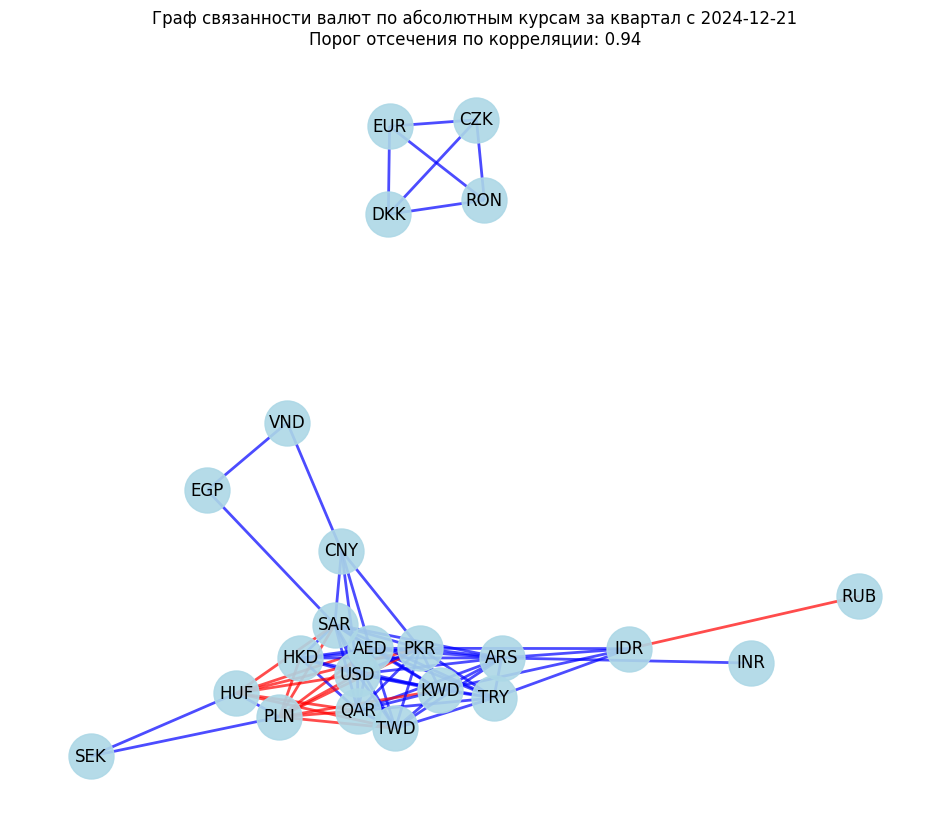 Граф связанности валют по абсолютным курсам за квартал с 2024-12-21
Порог отсечения по корреляции: 0.94
CZK
EUR
RON
DKK
VND
EGP
CNY
RUB
SAR
AED
PKR
IDR
HKD
ARS
INR
USD
KWD
HUF
TRY
QAR
PLN
TWD
SEK